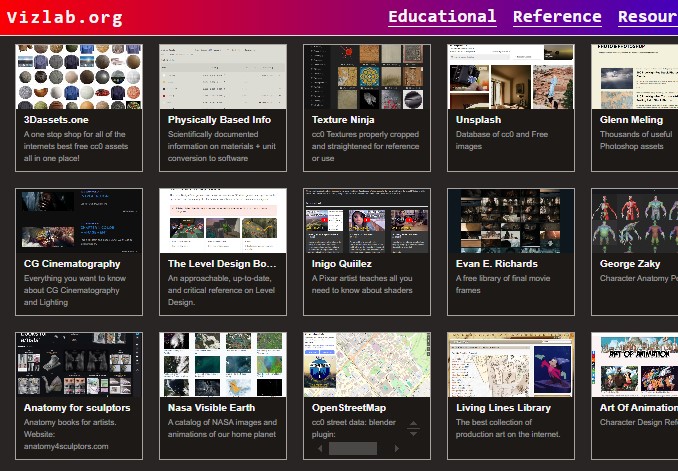 Vizlab.org
Educational Reference Resour
3Dassets.one
A one stop shop for all of the
internets best free cc0 assets
all in one place!
Physically Based Info
Scientifically documented
information on materials + unit
conversion to software
Texture Ninja
cc0 Textures properly cropped
and straightened for reference
or use
Unsplash
Database of cc0 and Free
images
Glenn Meling
Thousands of useful
Photoshop assets
CG Cinematography
Everything you want to know
about CG Cinematography
and Lighting
The Level Design Bo...
An approachable, up-to-date,
and critical reference on Level
Design.
Inigo Quiilez
A Pixar artist teaches all you
need to know about shaders
Evan E. Richards
A free library of final movie
frames
George Zaky
Character Anatomy Pe
Anatomy for sculptors
Anatomy books for artists.
Website:
anatomy4sculptors.com
Nasa Visible Earth
A catalog of NASA images and
animations of our home planet
OpenStreetMap
cc0 street data: blender
plugin:
Living Lines Library
The best collection of
production art on the internet.
ART OF ANIMATION
Art Of Animation
Character Design Ref